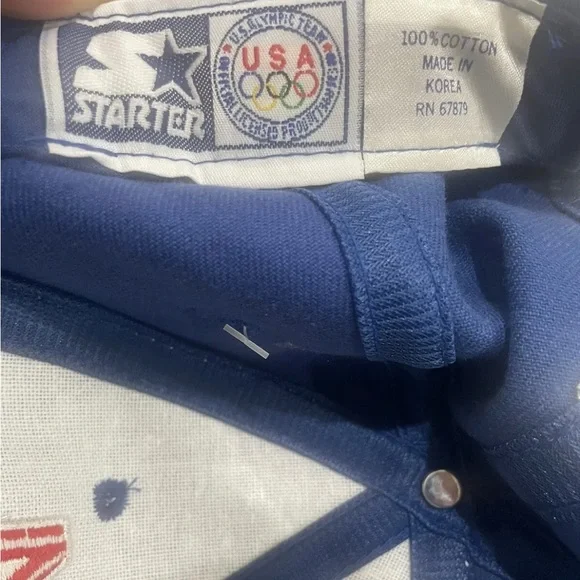 STARTER
U.S. OLYMPIC TEAM
USA
OFFICIAL LICENSED PRODUCT
100% COTTON
MADE IN
KOREA
RN 67879